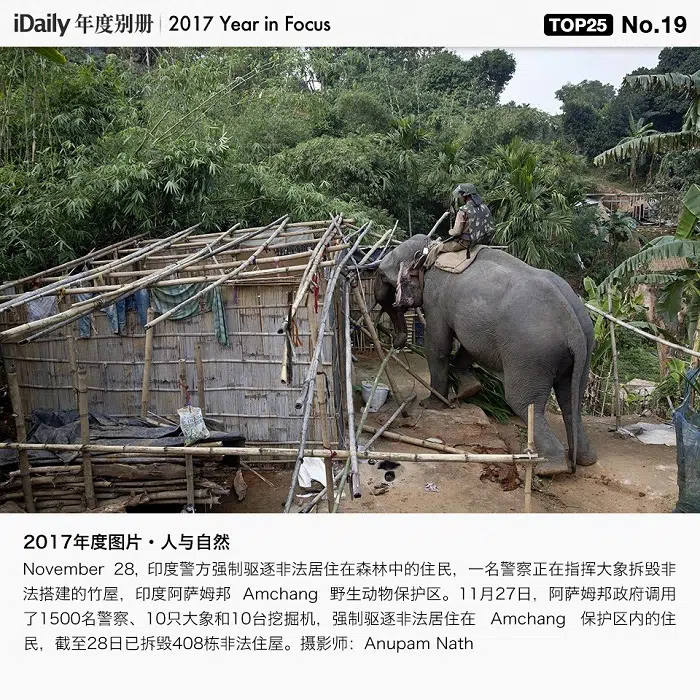 iDaily 年度别册 | 2017 Year in Focus TOP25 No.19
2017年度图片・人与自然
November 28, 印度警方强制驱逐非法居住在森林中的住民，一名警察正在指挥大象拆毁非
法搭建的竹屋，印度阿萨姆邦 Amchang 野生动物保护区。11月27日，阿萨姆邦政府调用
了1500名警察、10只大象和10台挖掘机，强制驱逐非法居住在 Amchang 保护区内的住
民，截至28日已拆毁408栋非法住屋。摄影师：Anupam Nath